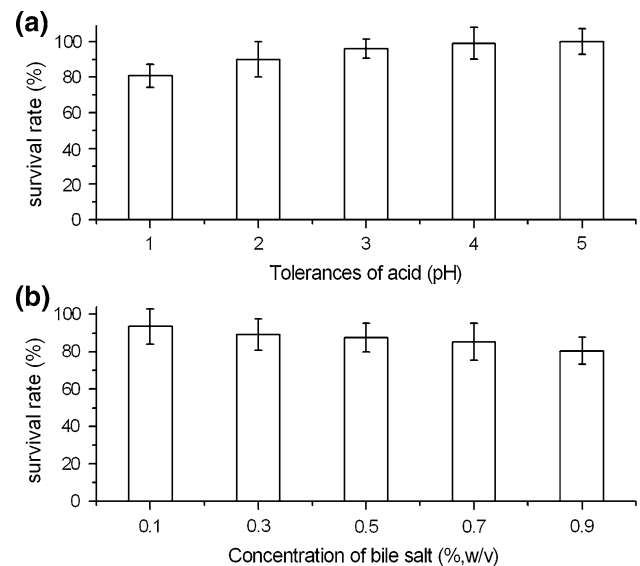 (a)
survival rate (%)
100
80
60
40
20
0
1 2 3 4 5
Tolerances of acid (pH)
(b)
survival rate (%)
100
80
60
40
20
0
0.1 0.3 0.5 0.7 0.9
Concentration of bile salt (%,w/v)